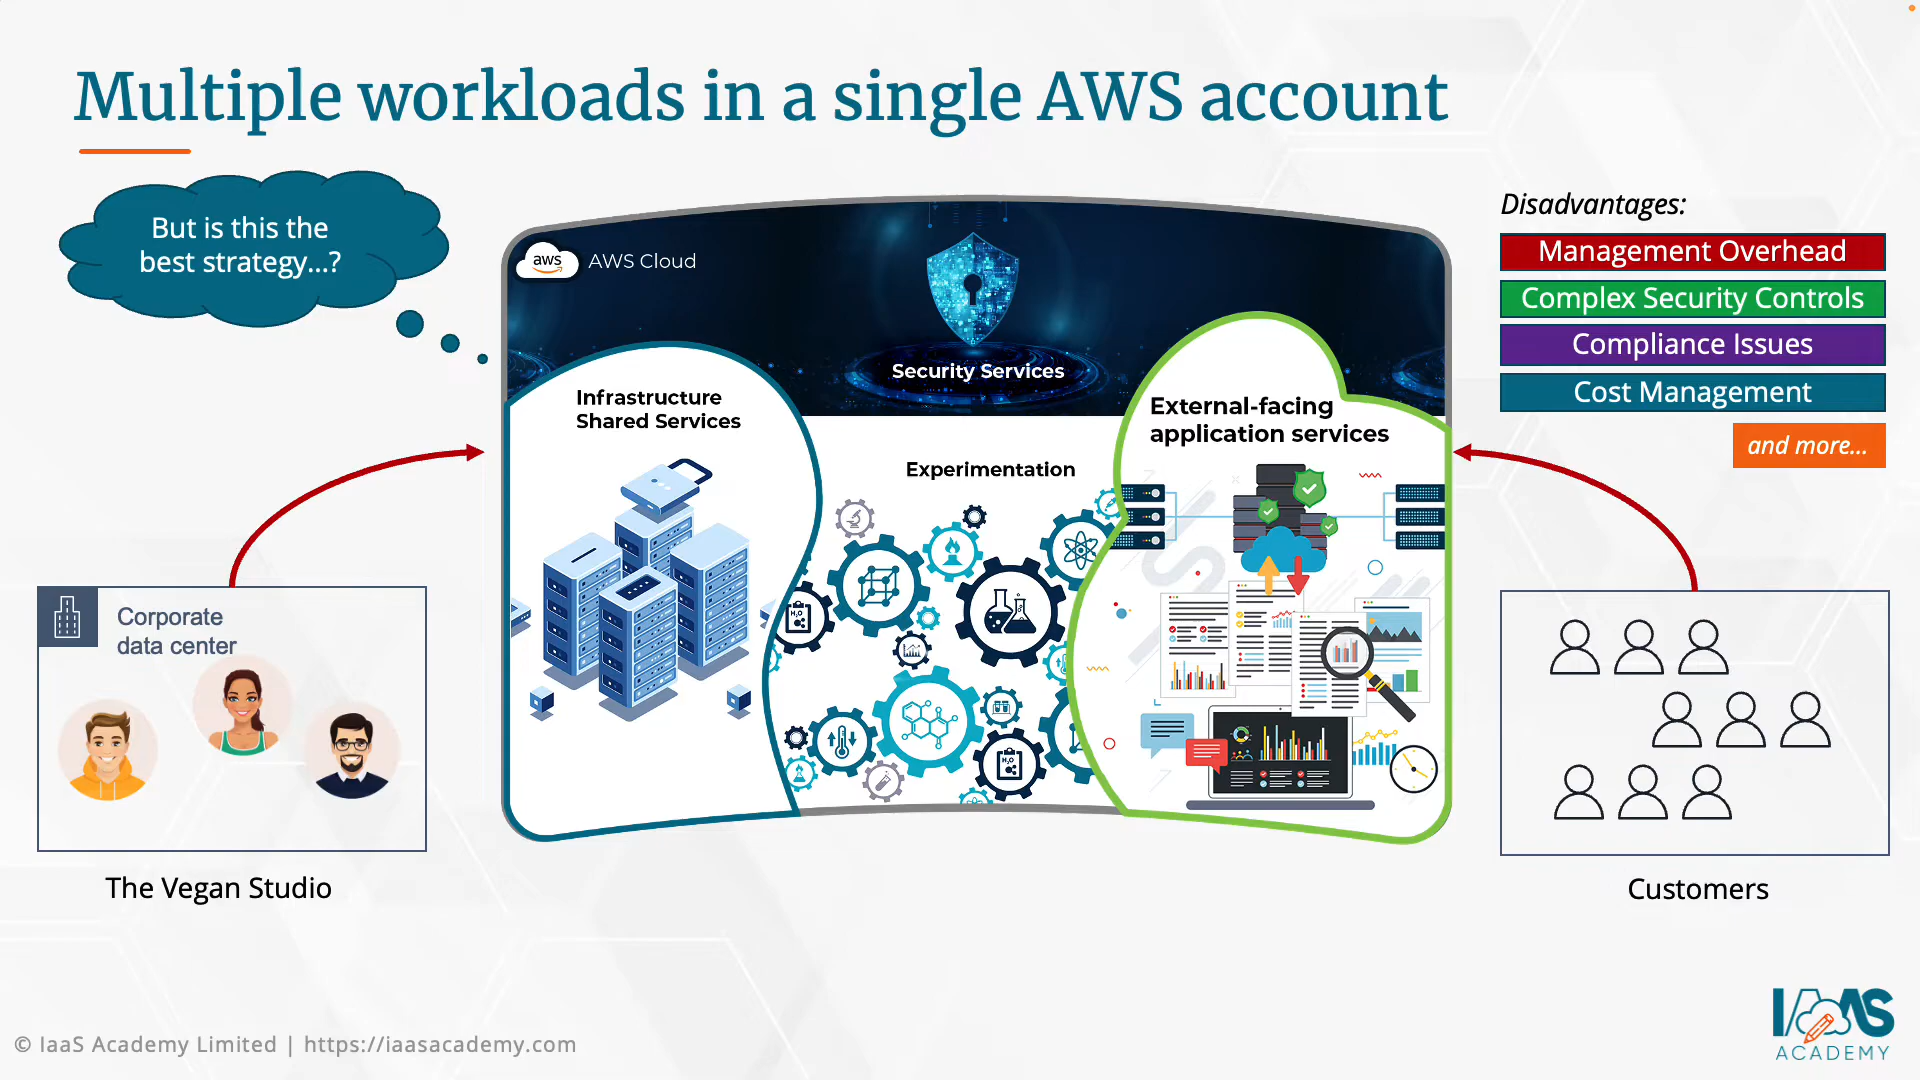 Multiple workloads in a single AWS account
But is this the
best strategy...?
aws
AWS Cloud
Security Services
Infrastructure
Shared Services
Experimentation
External-facing
application services
H₂O
H₂O
Disadvantages:
Management Overhead
Complex Security Controls
Compliance Issues
Cost Management
and more...
Corporate
data center
The Vegan Studio
Customers
© IaaS Academy Limited | https://iaasacademy.com
IAAS
ACADEMY